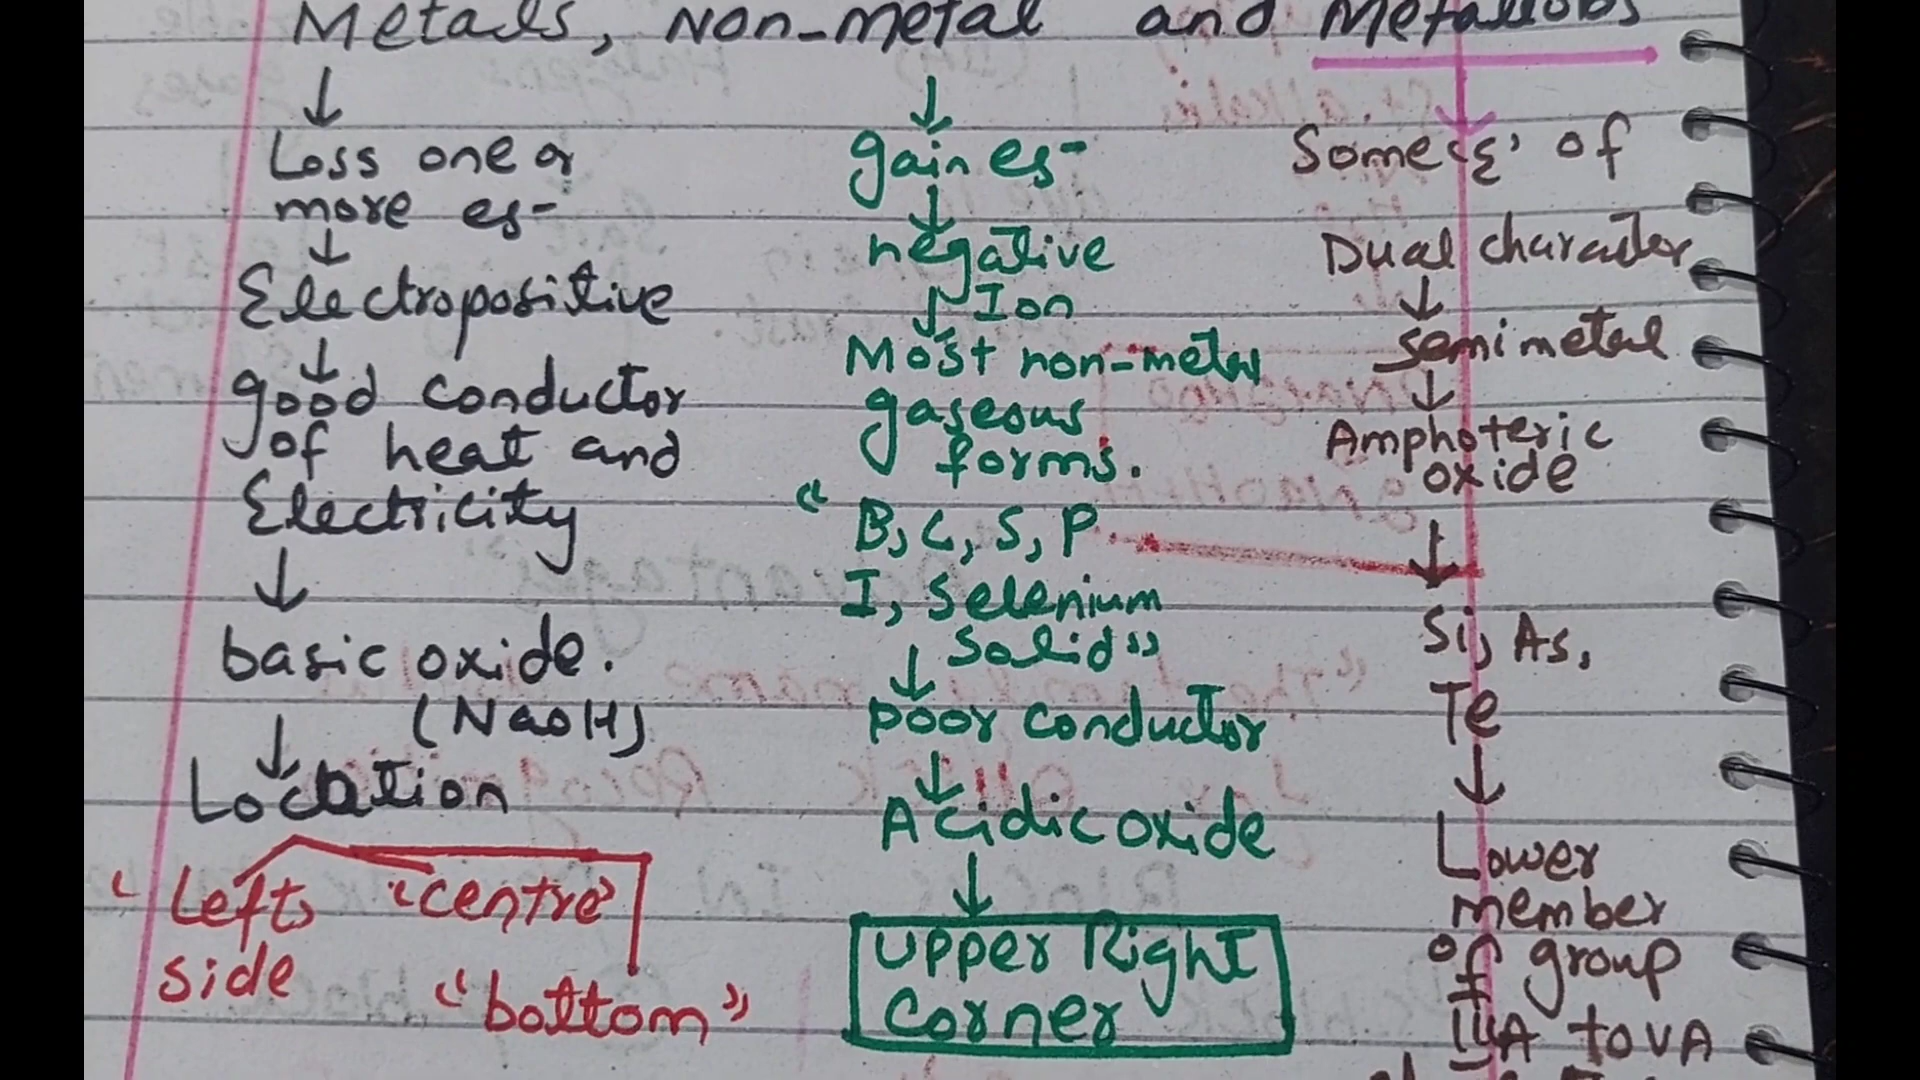 Metals, Non-metal and Metalloids
Loss one or
more es-
Electropositive
good conductor
of heat and
Electricity
basic oxide.
(NaOH)
Location
"Left side
"centre"
"bottom"
gain es-
negative
Ion
Most non-metal
gaseous
forms.
" B, C, S, P
I, Selenium
Solid"
poor conductor
Acidic oxide
Upper Right
Corner
Some of
Dual character
semimetal
Amphoteric
oxide
Si, As,
Te
Lower
member
of group
to VA